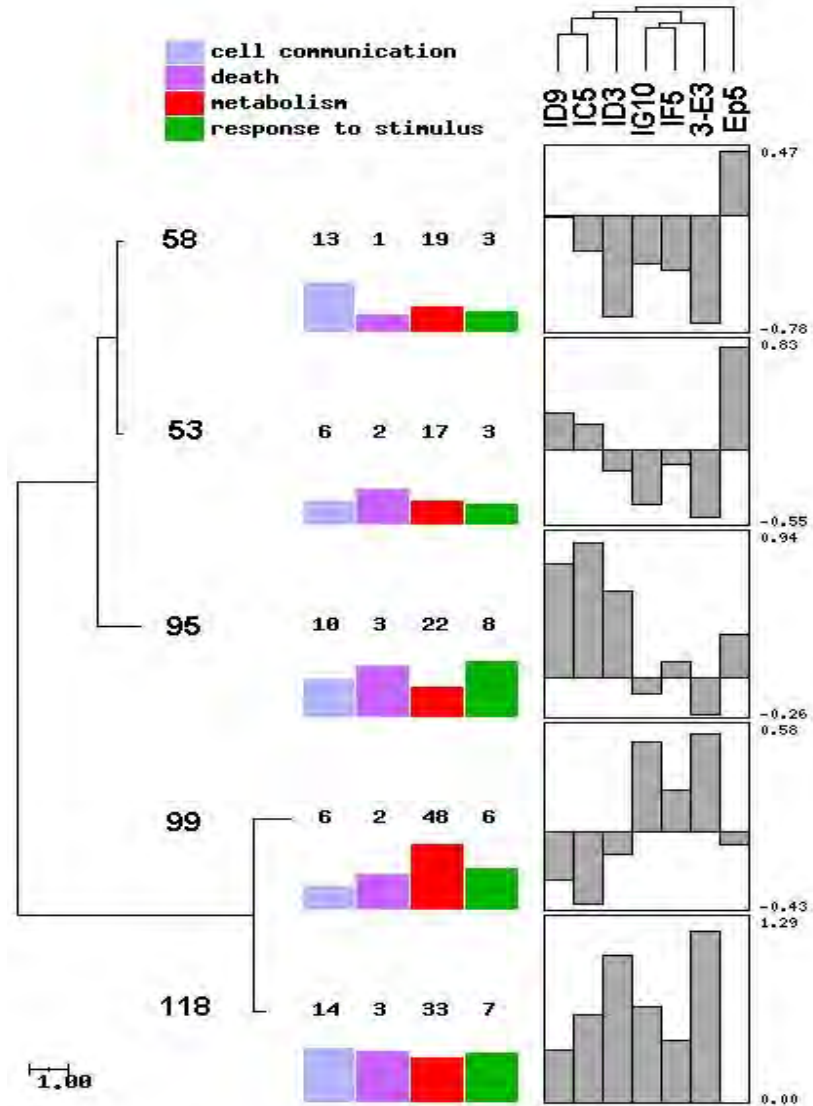 cell communication
death
metabolism
response to stimulus
ID9 IC5 ID3 IG10 IF5 3-E3 Ep5
0.47
58 13 1 19 3
-0.78
0.83
53 6 2 17 3
-0.55
0.94
95 10 3 22 8
-0.26
0.58
99 6 2 48 6
-0.43
1.29
118 14 3 33 7
1.00
0.00